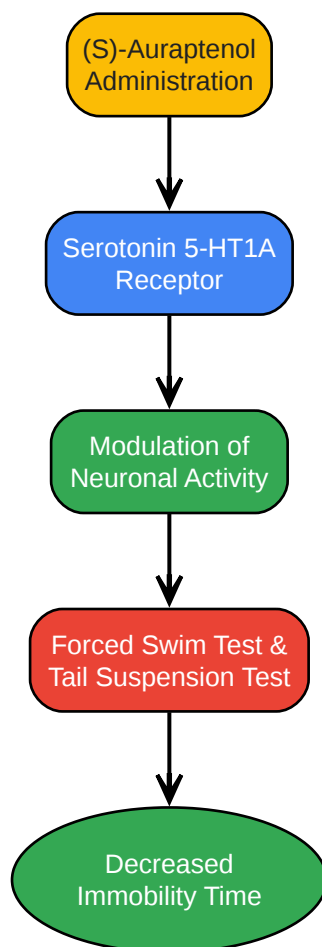 (S)-Auraptenol
Administration
Serotonin 5-HT1A
Receptor
Modulation of
Neuronal Activity
Forced Swim Test &
Tail Suspension Test
Decreased
Immobility Time